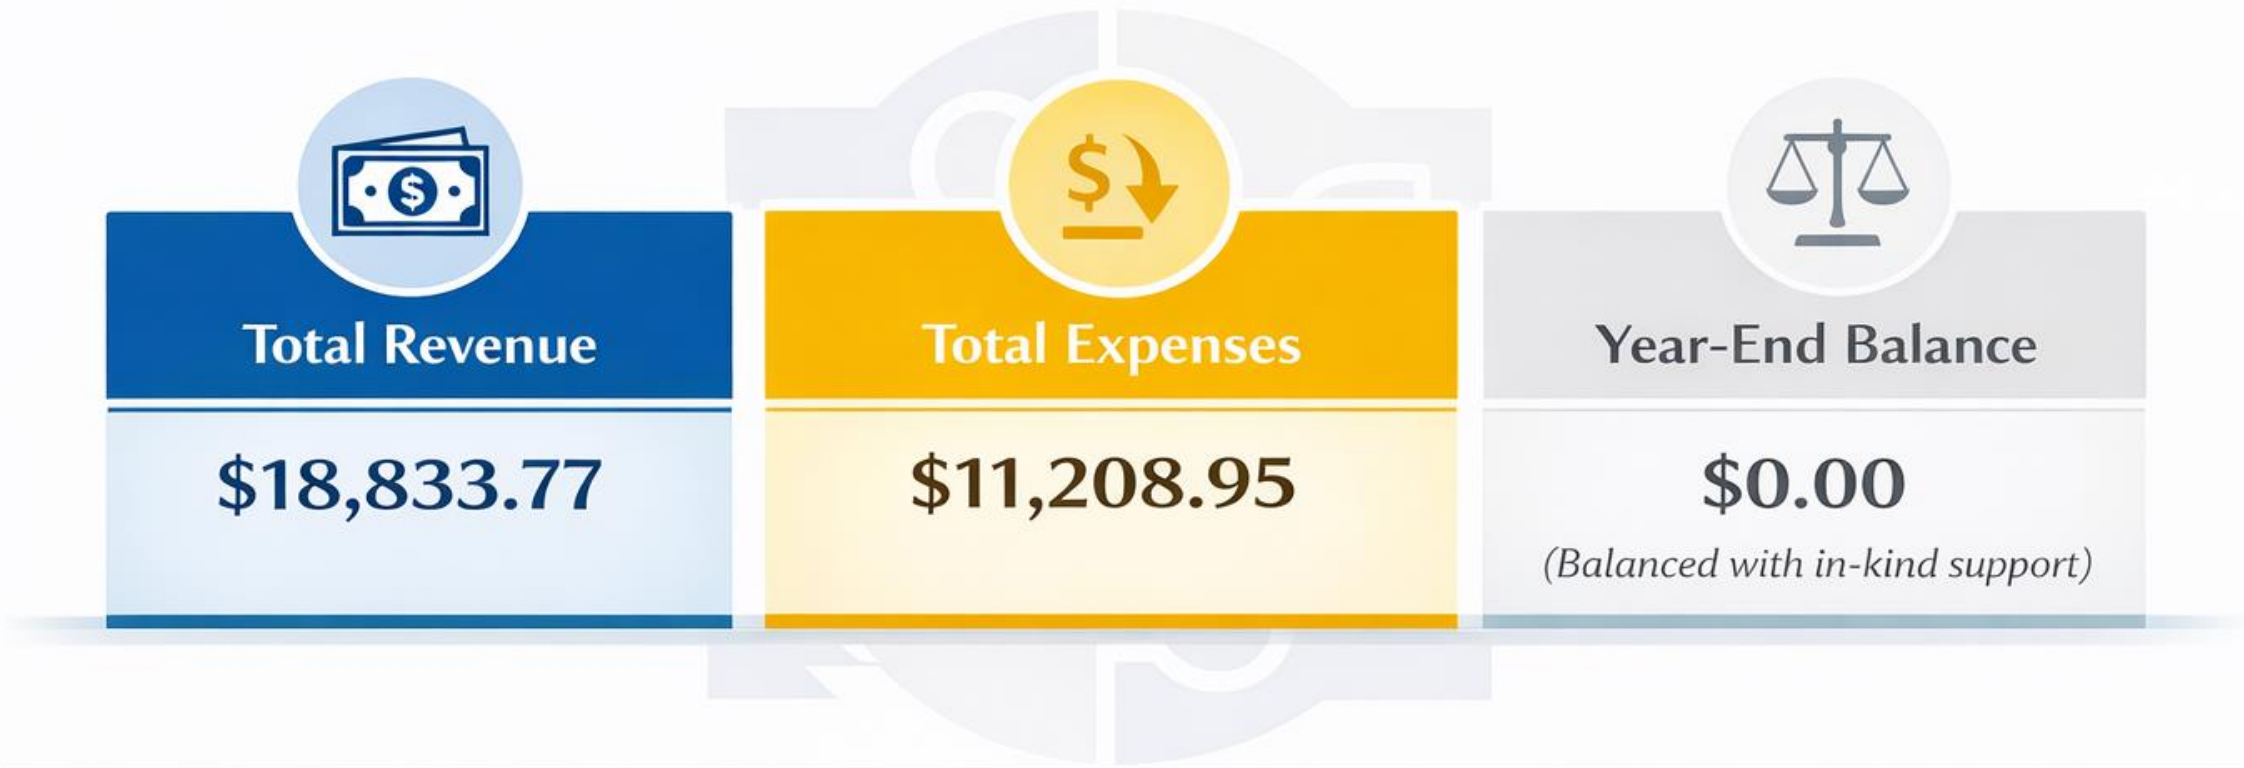 Total Revenue
$18,833.77
Total Expenses
$11,208.95
Year-End Balance
$0.00
(Balanced with in-kind support)